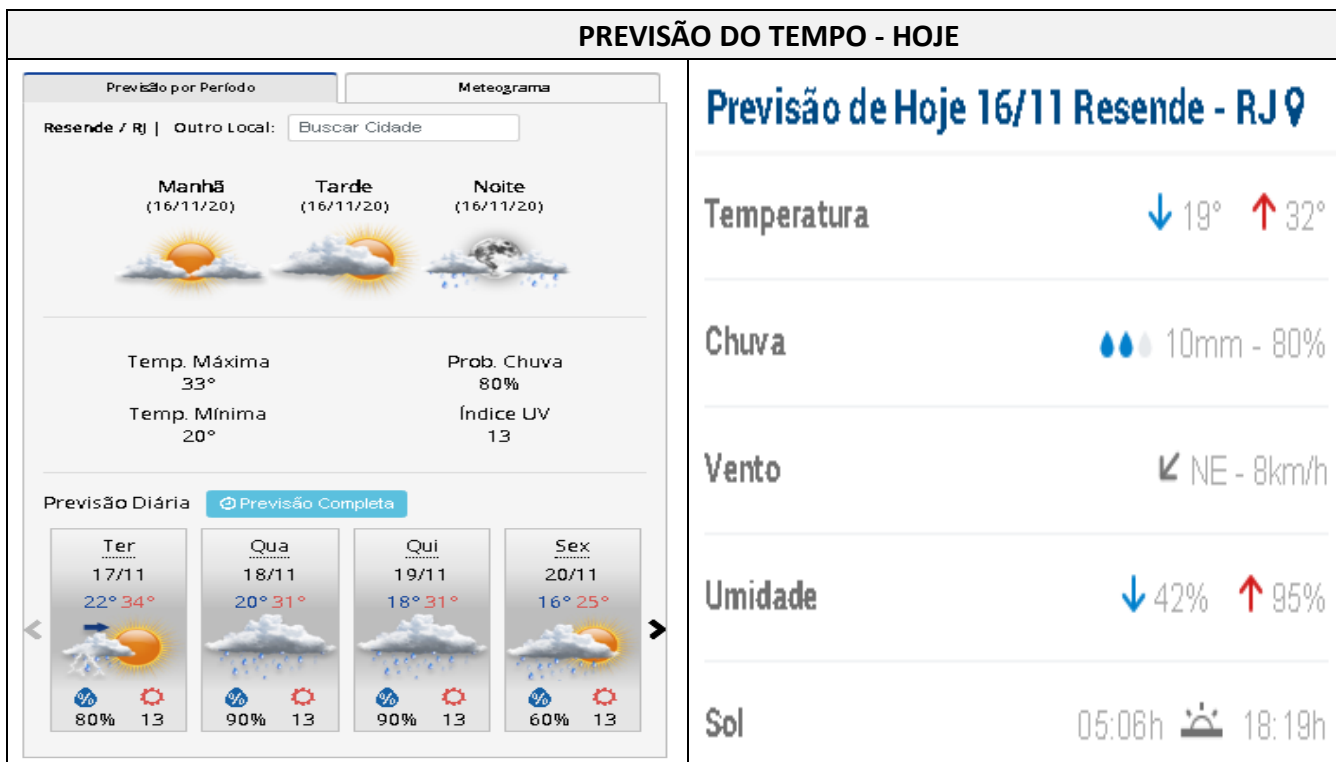 PREVISÃO DO TEMPO - HOJE
Previsão por Período
Meteograma
Resende / RJ | Outro Local: Buscar Cidade
Manhã Tarde Noite
(16/11/20) (16/11/20) (16/11/20)
Temp. Máxima Prob. Chuva
33° 80%
Temp. Mínima Índice UV
20° 13
Previsão Diária Previsão Completa
Ter Qua Qui Sex
17/11 18/11 19/11 20/11
22° 34° 20° 31° 18° 31° 16° 25°
% % % %
80% 13 90% 13 90% 13 60% 13
Previsão de Hoje 16/11 Resende - RJ
Temperatura 19° 32°
Chuva 10mm - 80%
Vento NE - 8km/h
Umidade 42% 95%
Sol 05:06h 18:19h